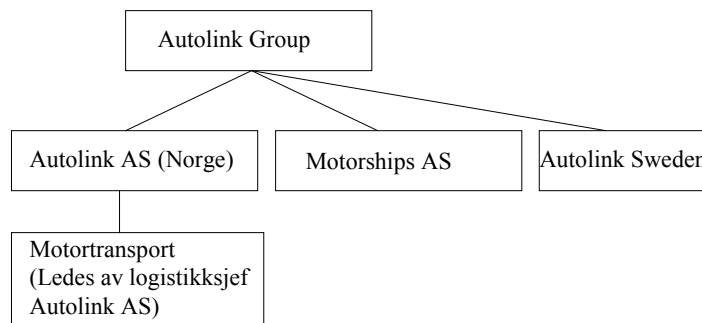 Autolink Group
Autolink AS (Norge)
Motorships AS
Autolink Sweden
Motortransport
(Ledes av logistikksjef
Autolink AS)